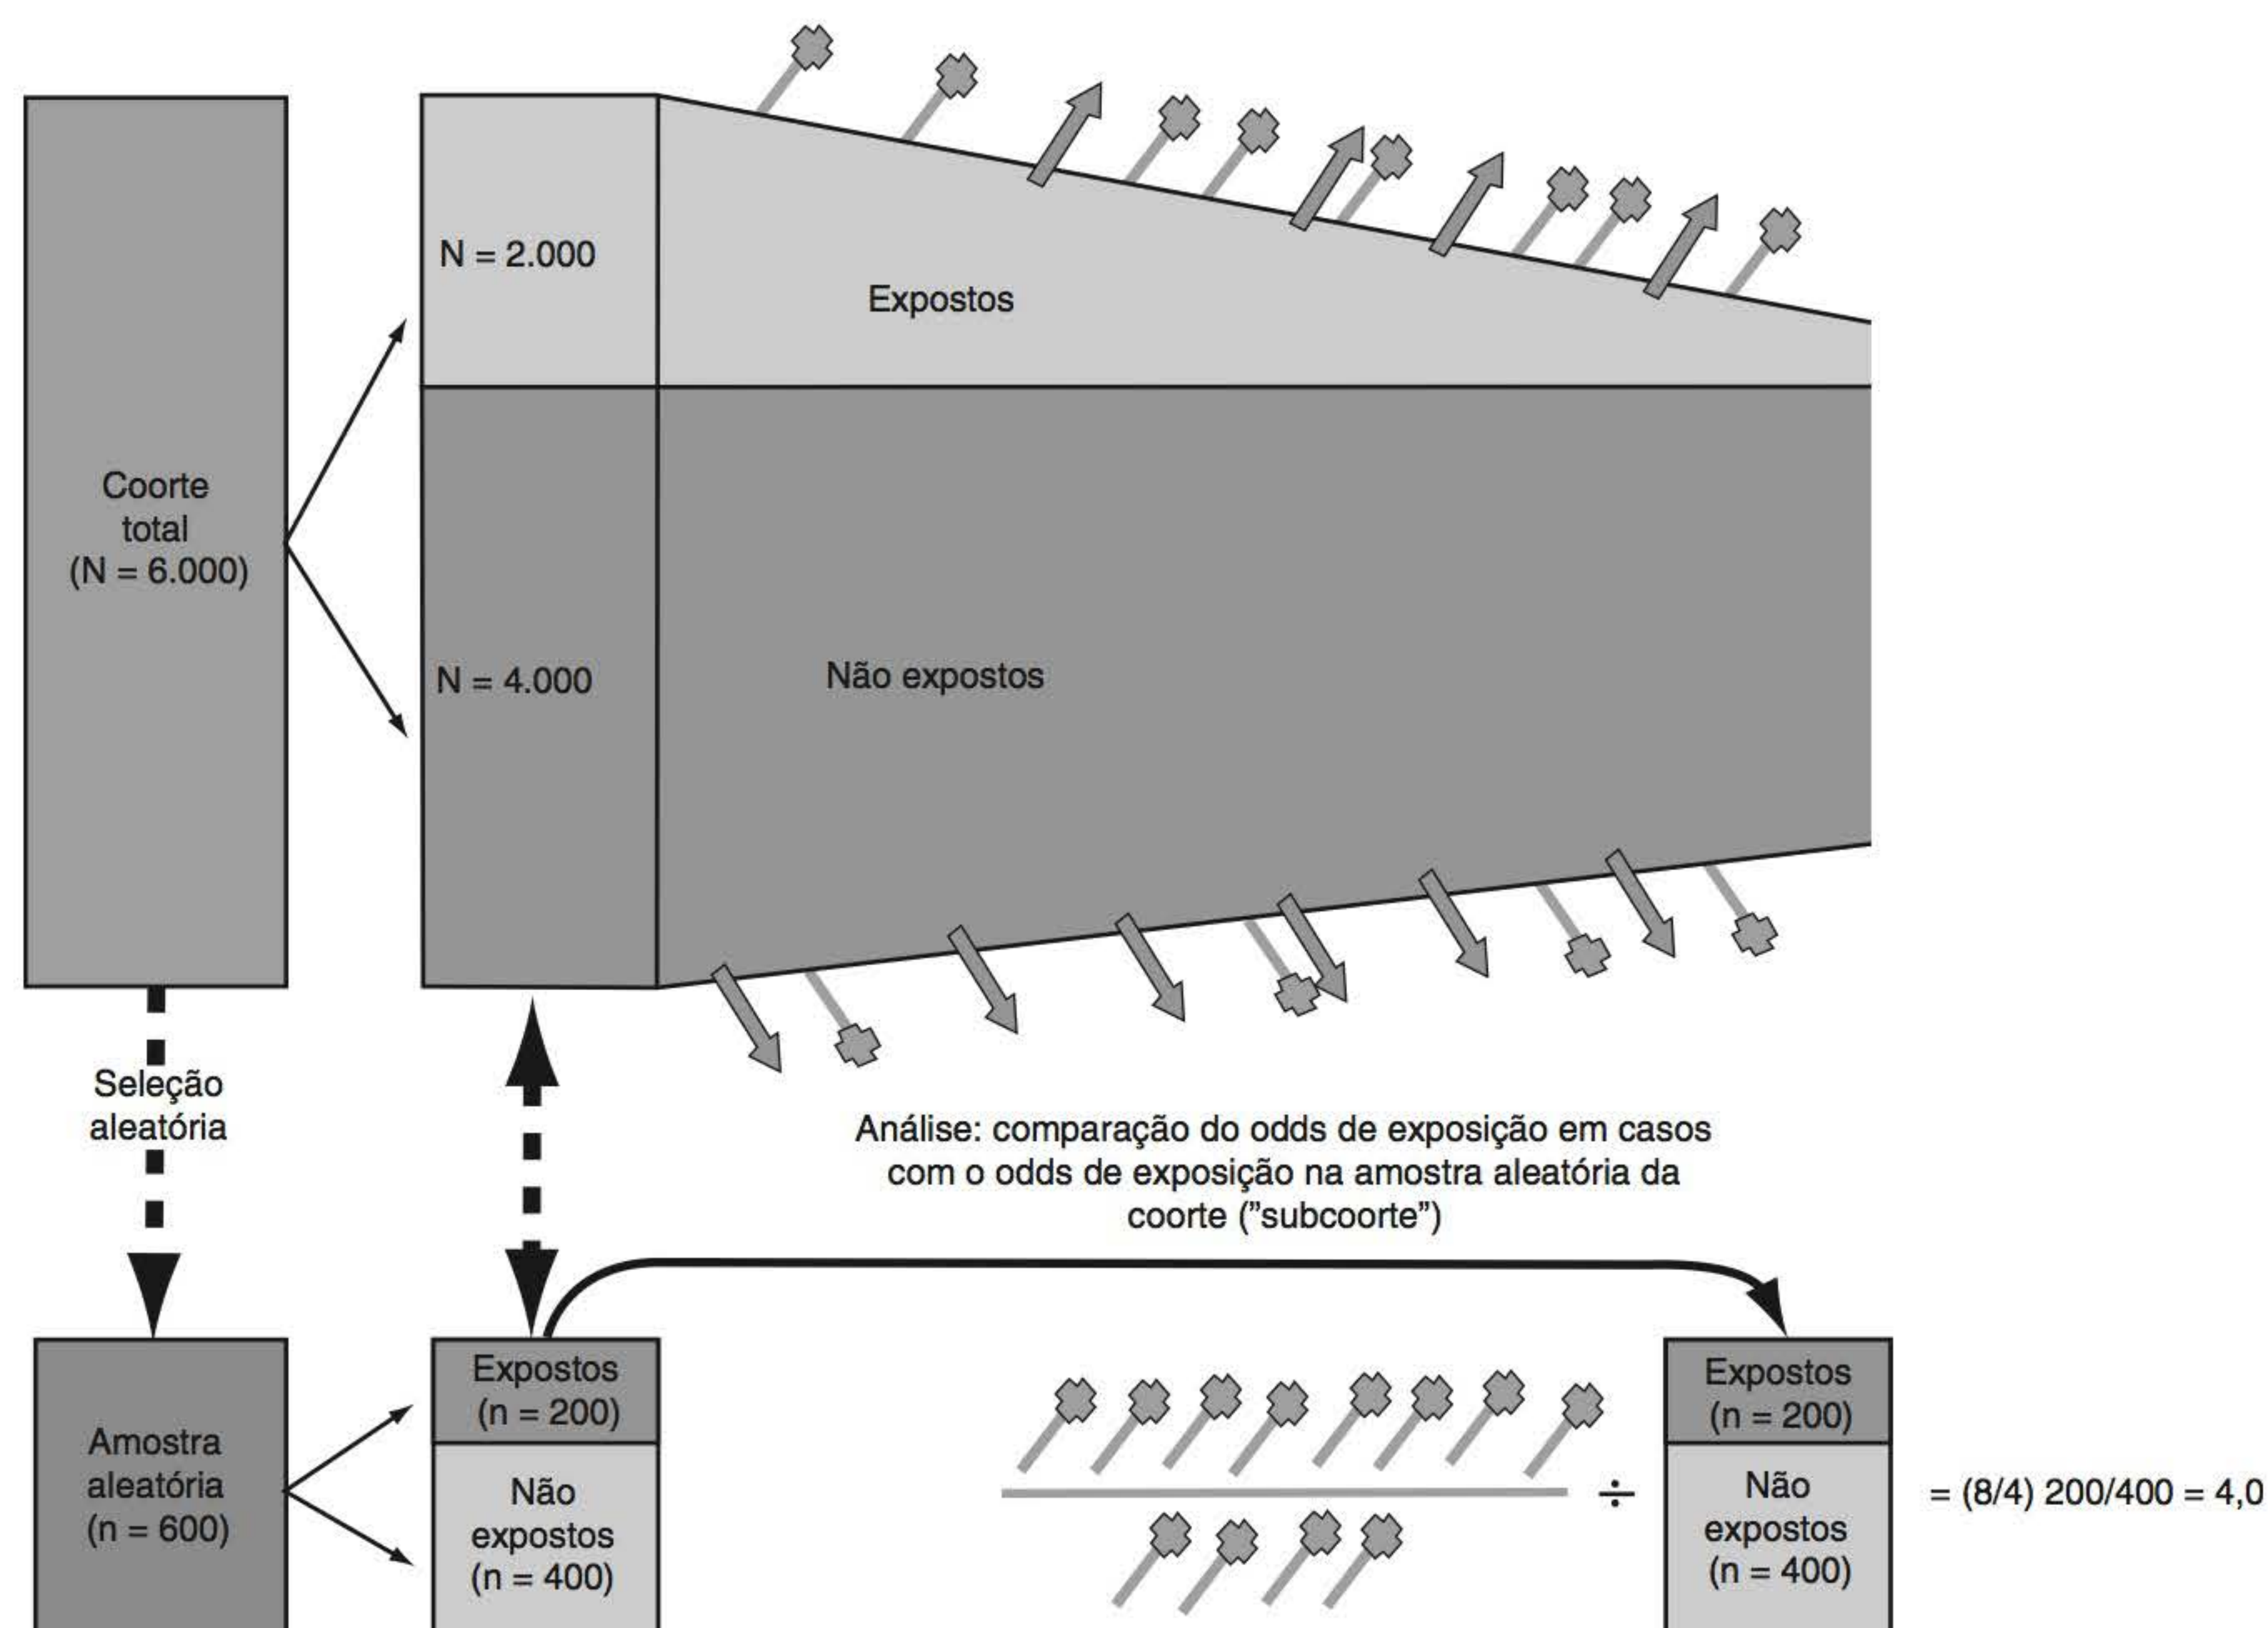 N = 2.000
Expostos
Coorte
total
(N = 6.000)
N = 4.000
Não expostos
Seleção
aleatória
Análise: comparação do odds de exposição em casos
com o odds de exposição na amostra aleatória da
coorte (”subcoorte”)
Amostra
aleatória
(n = 600)
Expostos
(n = 200)
Não
expostos
(n = 400)
÷
Expostos
(n = 200)
Não
expostos
(n = 400)
= (8/4) 200/400 = 4,0